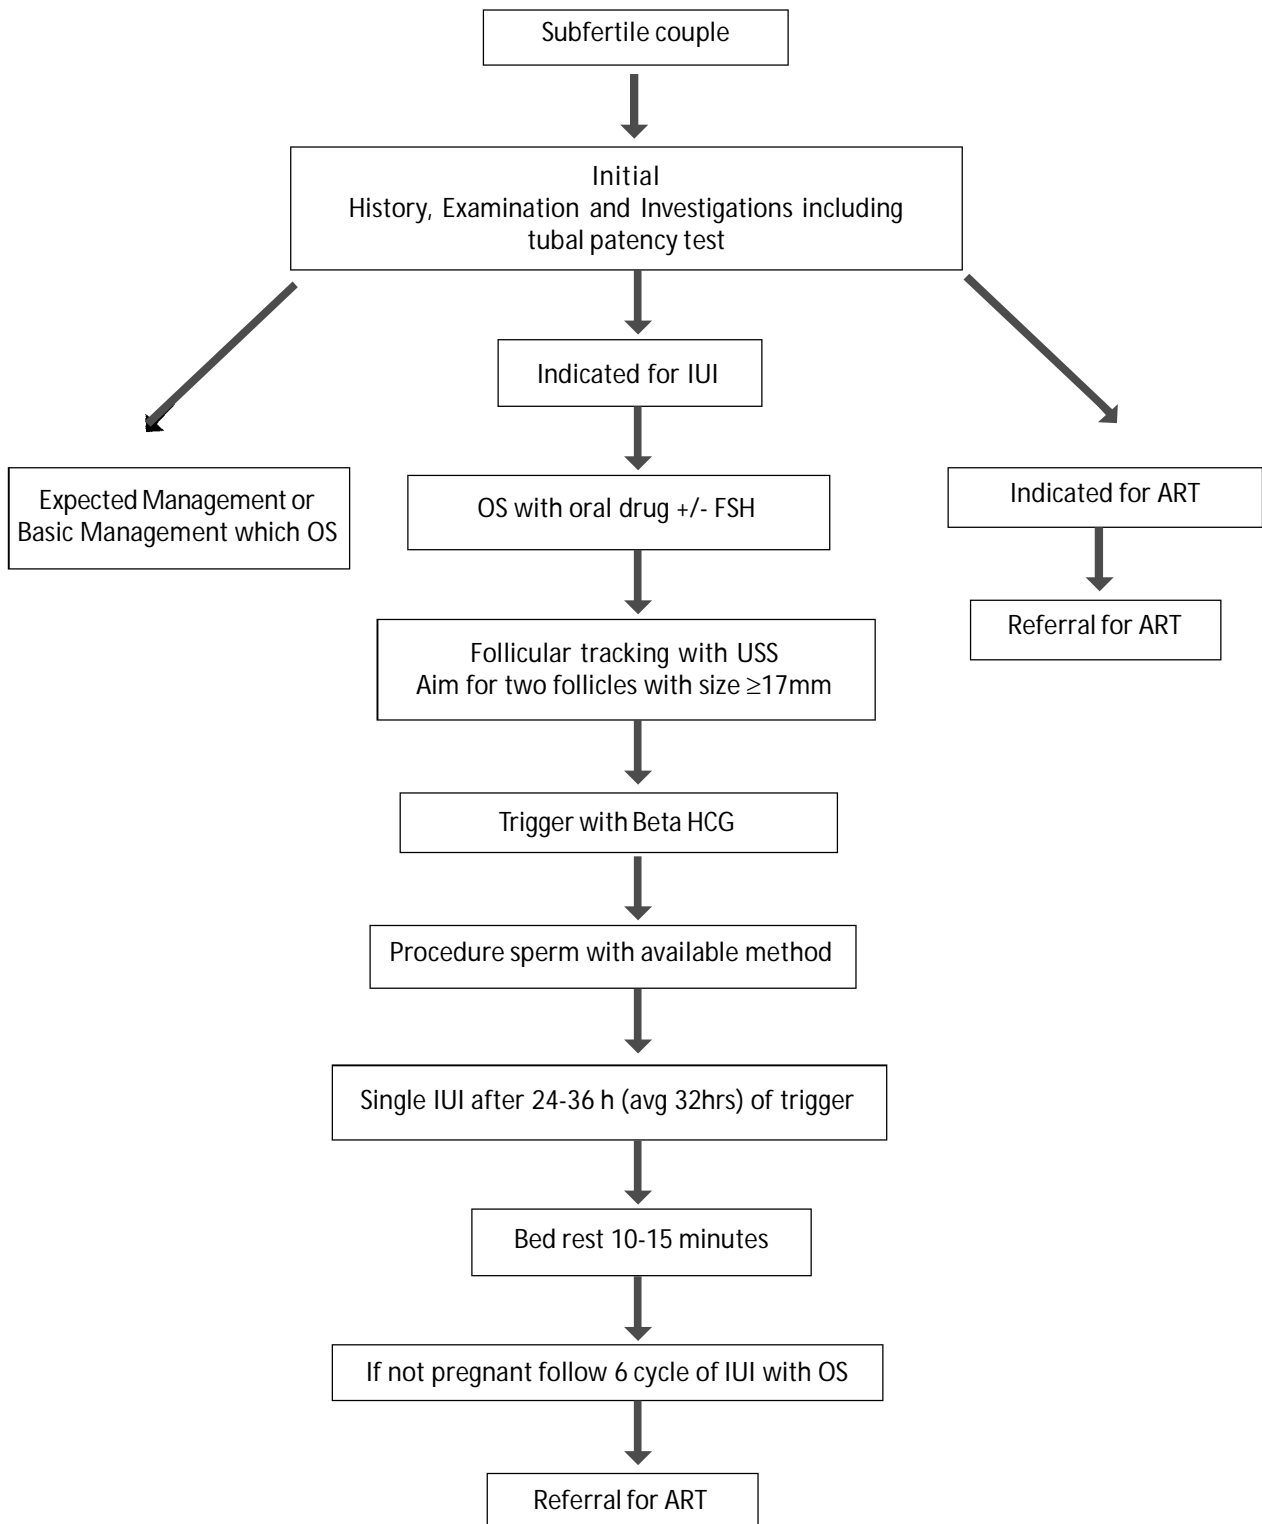 Subfertile couple
Initial
History, Examination and Investigations including
tubal patency test
Indicated for IUI
Expected Management or
Basic Management which OS
OS with oral drug +/- FSH
Indicated for ART
Referral for ART
Follicular tracking with USS
Aim for two follicles with size ≥17mm
Trigger with Beta HCG
Procedure sperm with available method
Single IUI after 24-36 h (avg 32hrs) of trigger
Bed rest 10-15 minutes
If not pregnant follow 6 cycle of IUI with OS
Referral for ART